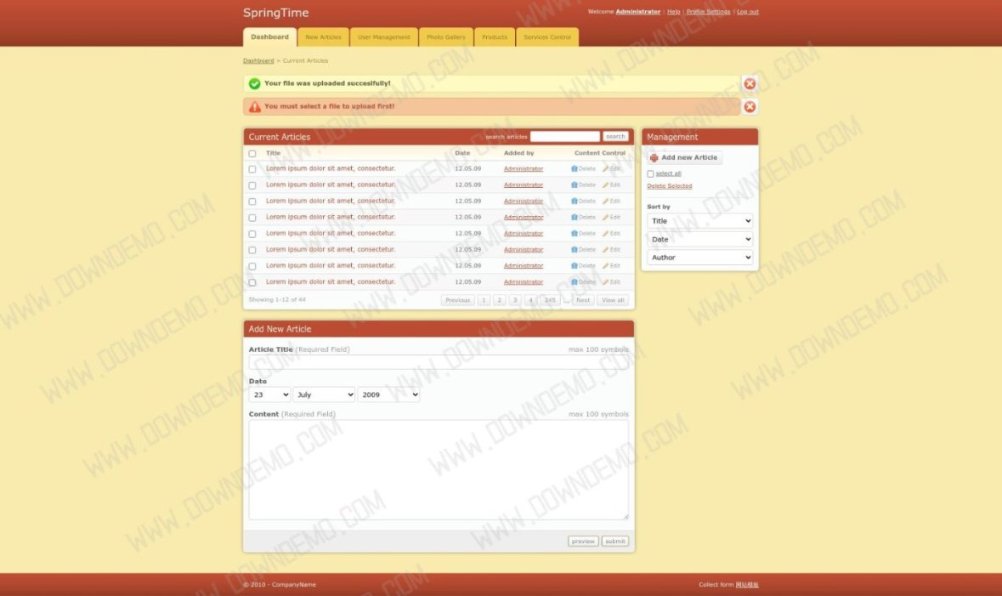 SpringTime
Welcome Administrator | Help | Profile Settings | Log out
Dashboard New Articles User Management Photo Gallery Products Services Control
Dashboard > Current Articles
Your file was uploaded succesifully!
You must select a file to upload first!
Current Articles search articles search
Title Date Added by Content Control
Lorem ipsum dolor sit amet, consectetur. 12.05.09 Administrator Delete Edit
Lorem ipsum dolor sit amet, consectetur. 12.05.09 Administrator Delete Edit
Lorem ipsum dolor sit amet, consectetur. 12.05.09 Administrator Delete Edit
Lorem ipsum dolor sit amet, consectetur. 12.05.09 Administrator Delete Edit
Lorem ipsum dolor sit amet, consectetur. 12.05.09 Administrator Delete Edit
Lorem ipsum dolor sit amet, consectetur. 12.05.09 Administrator Delete Edit
Lorem ipsum dolor sit amet, consectetur. 12.05.09 Administrator Delete Edit
Lorem ipsum dolor sit amet, consectetur. 12.05.09 Administrator Delete Edit
Showing 1-12 of 44 Previous 1 2 3 4 245 ... Next View all
Management
Add new Article
select all
Delete Selected
Sort by
Title
Date
Author
Add New Article
Article Title (Required Field) max 100 symbols
Date
23 July 2009
Content (Required Field) max 100 symbols
preview submit
© 2010 - CompanyName Collect form 网站模板
WWW.DOWNDEMO.COM